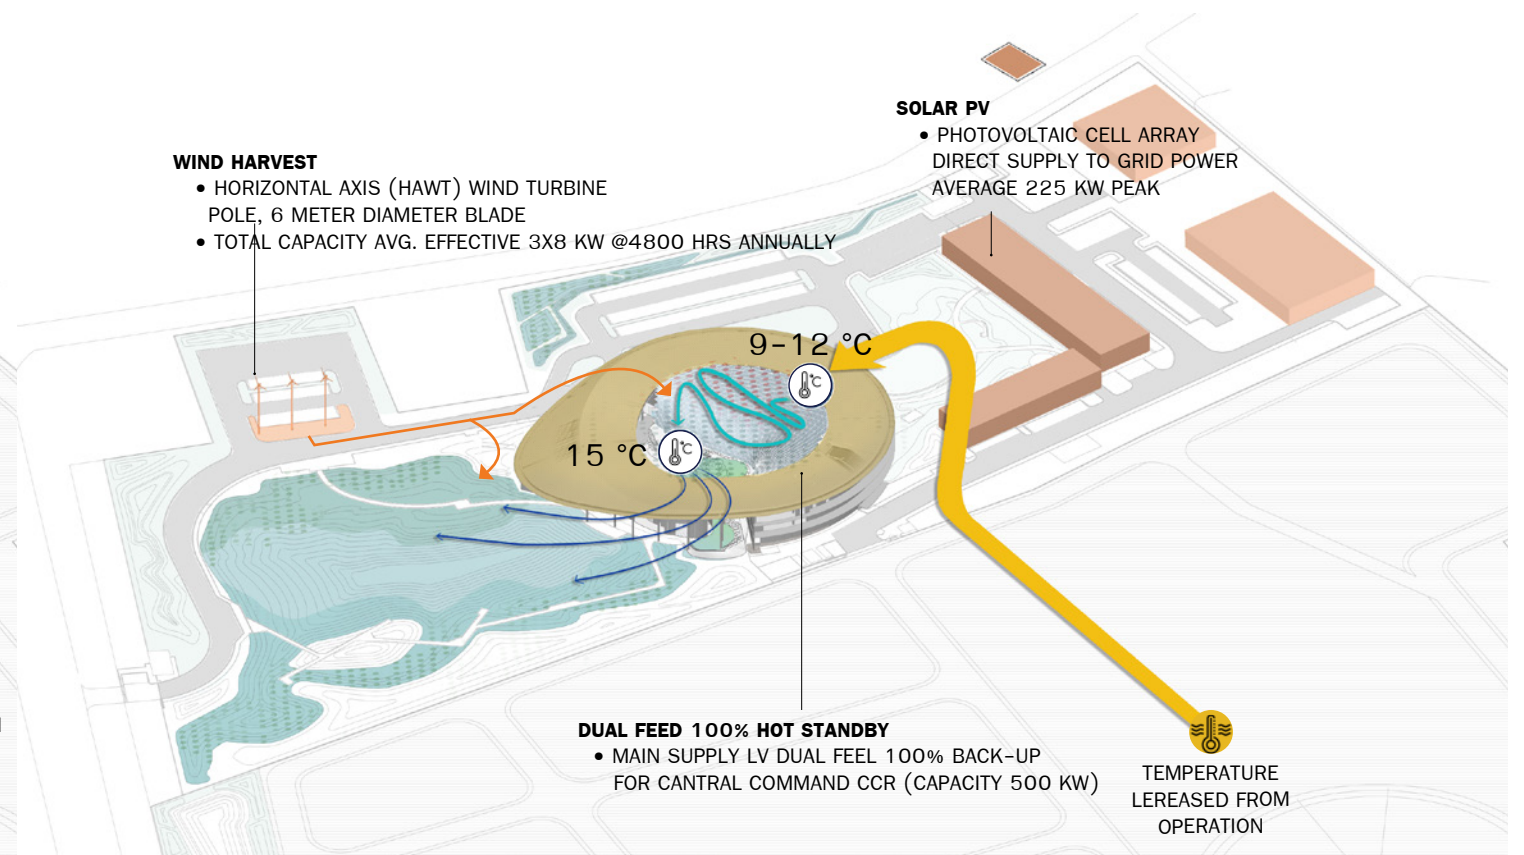 SOLAR PV
• PHOTOVOLTAIC CELL ARRAY
DIRECT SUPPLY TO GRID POWER
AVERAGE 225 KW PEAK
WIND HARVEST
• HORIZONTAL AXIS (HAWT) WIND TURBINE
POLE, 6 METER DIAMETER BLADE
• TOTAL CAPACITY AVG. EFFECTIVE 3X8 KW @4800 HRS ANNUALLY
9-12 °C
°C
15 °C
°C
DUAL FEED 100% HOT STANDBY
• MAIN SUPPLY LV DUAL FEEL 100% BACK-UP
FOR CANTRAL COMMAND CCR (CAPACITY 500 KW)
TEMPERATURE
LEREASED FROM
OPERATION